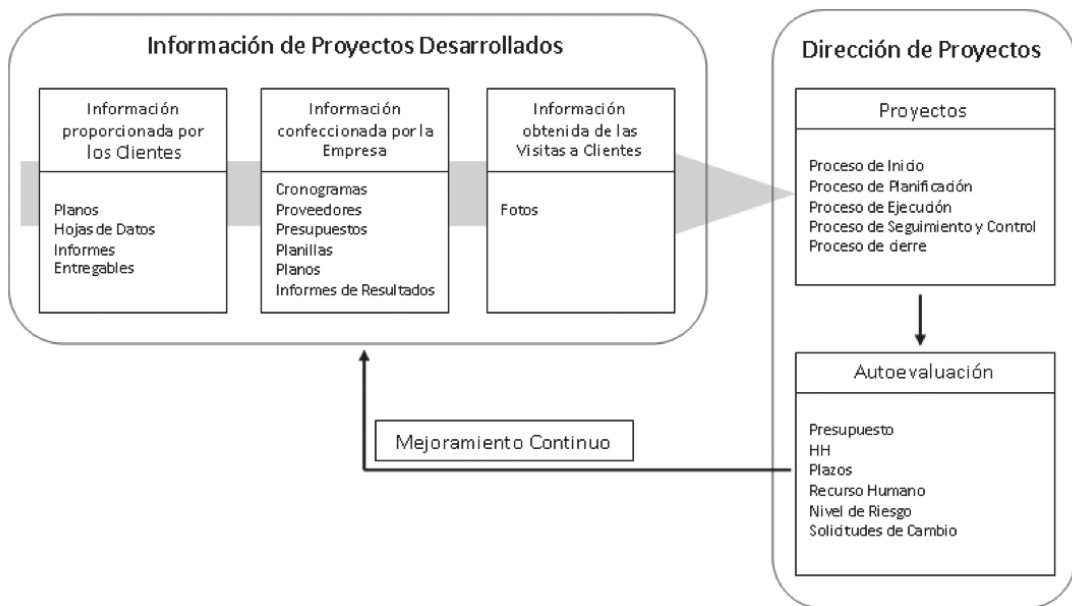 Información de Proyectos Desarrollados
Información
proporcionada por
los Clientes
Planos
Hojas de Datos
Informes
Entregables
Información
confeccionada por la
Empresa
Cronogramas
Proveedores
Presupuestos
Planillas
Planos
Informes de Resultados
Información
obtenida de las
Visitas a Clientes
Fotos
Dirección de Proyectos
Proyectos
Proceso de Inicio
Proceso de Planificación
Proceso de Ejecución
Proceso de Seguimiento y Control
Proceso de cierre
Autoevaluación
Presupuesto
HH
Plazos
Recurso Humano
Nivel de Riesgo
Solicitudes de Cambio
Mejoramiento Continuo